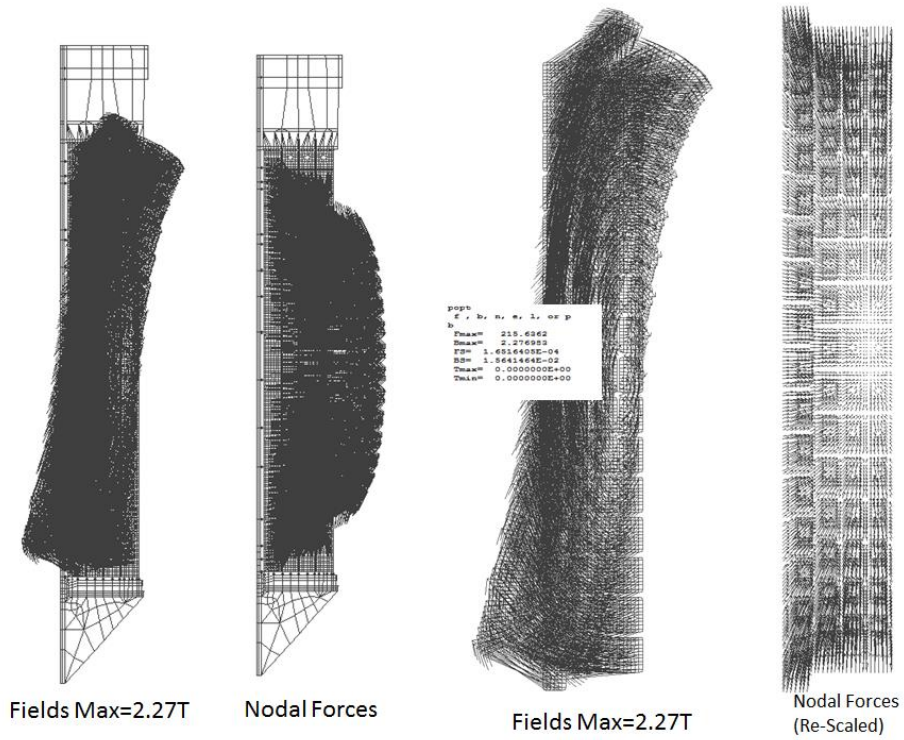 popt
f , b, n, e, l, or p
b
Fmax= 215.6362
Bmax= 2.276953
FS= 1.6516405E-04
BS= 1.5641464E-02
Tmax= 0.0000000E+00
Tmin= 0.0000000E+00
Fields Max=2.27T
Nodal Forces
Fields Max=2.27T
Nodal Forces
(Re-Scaled)